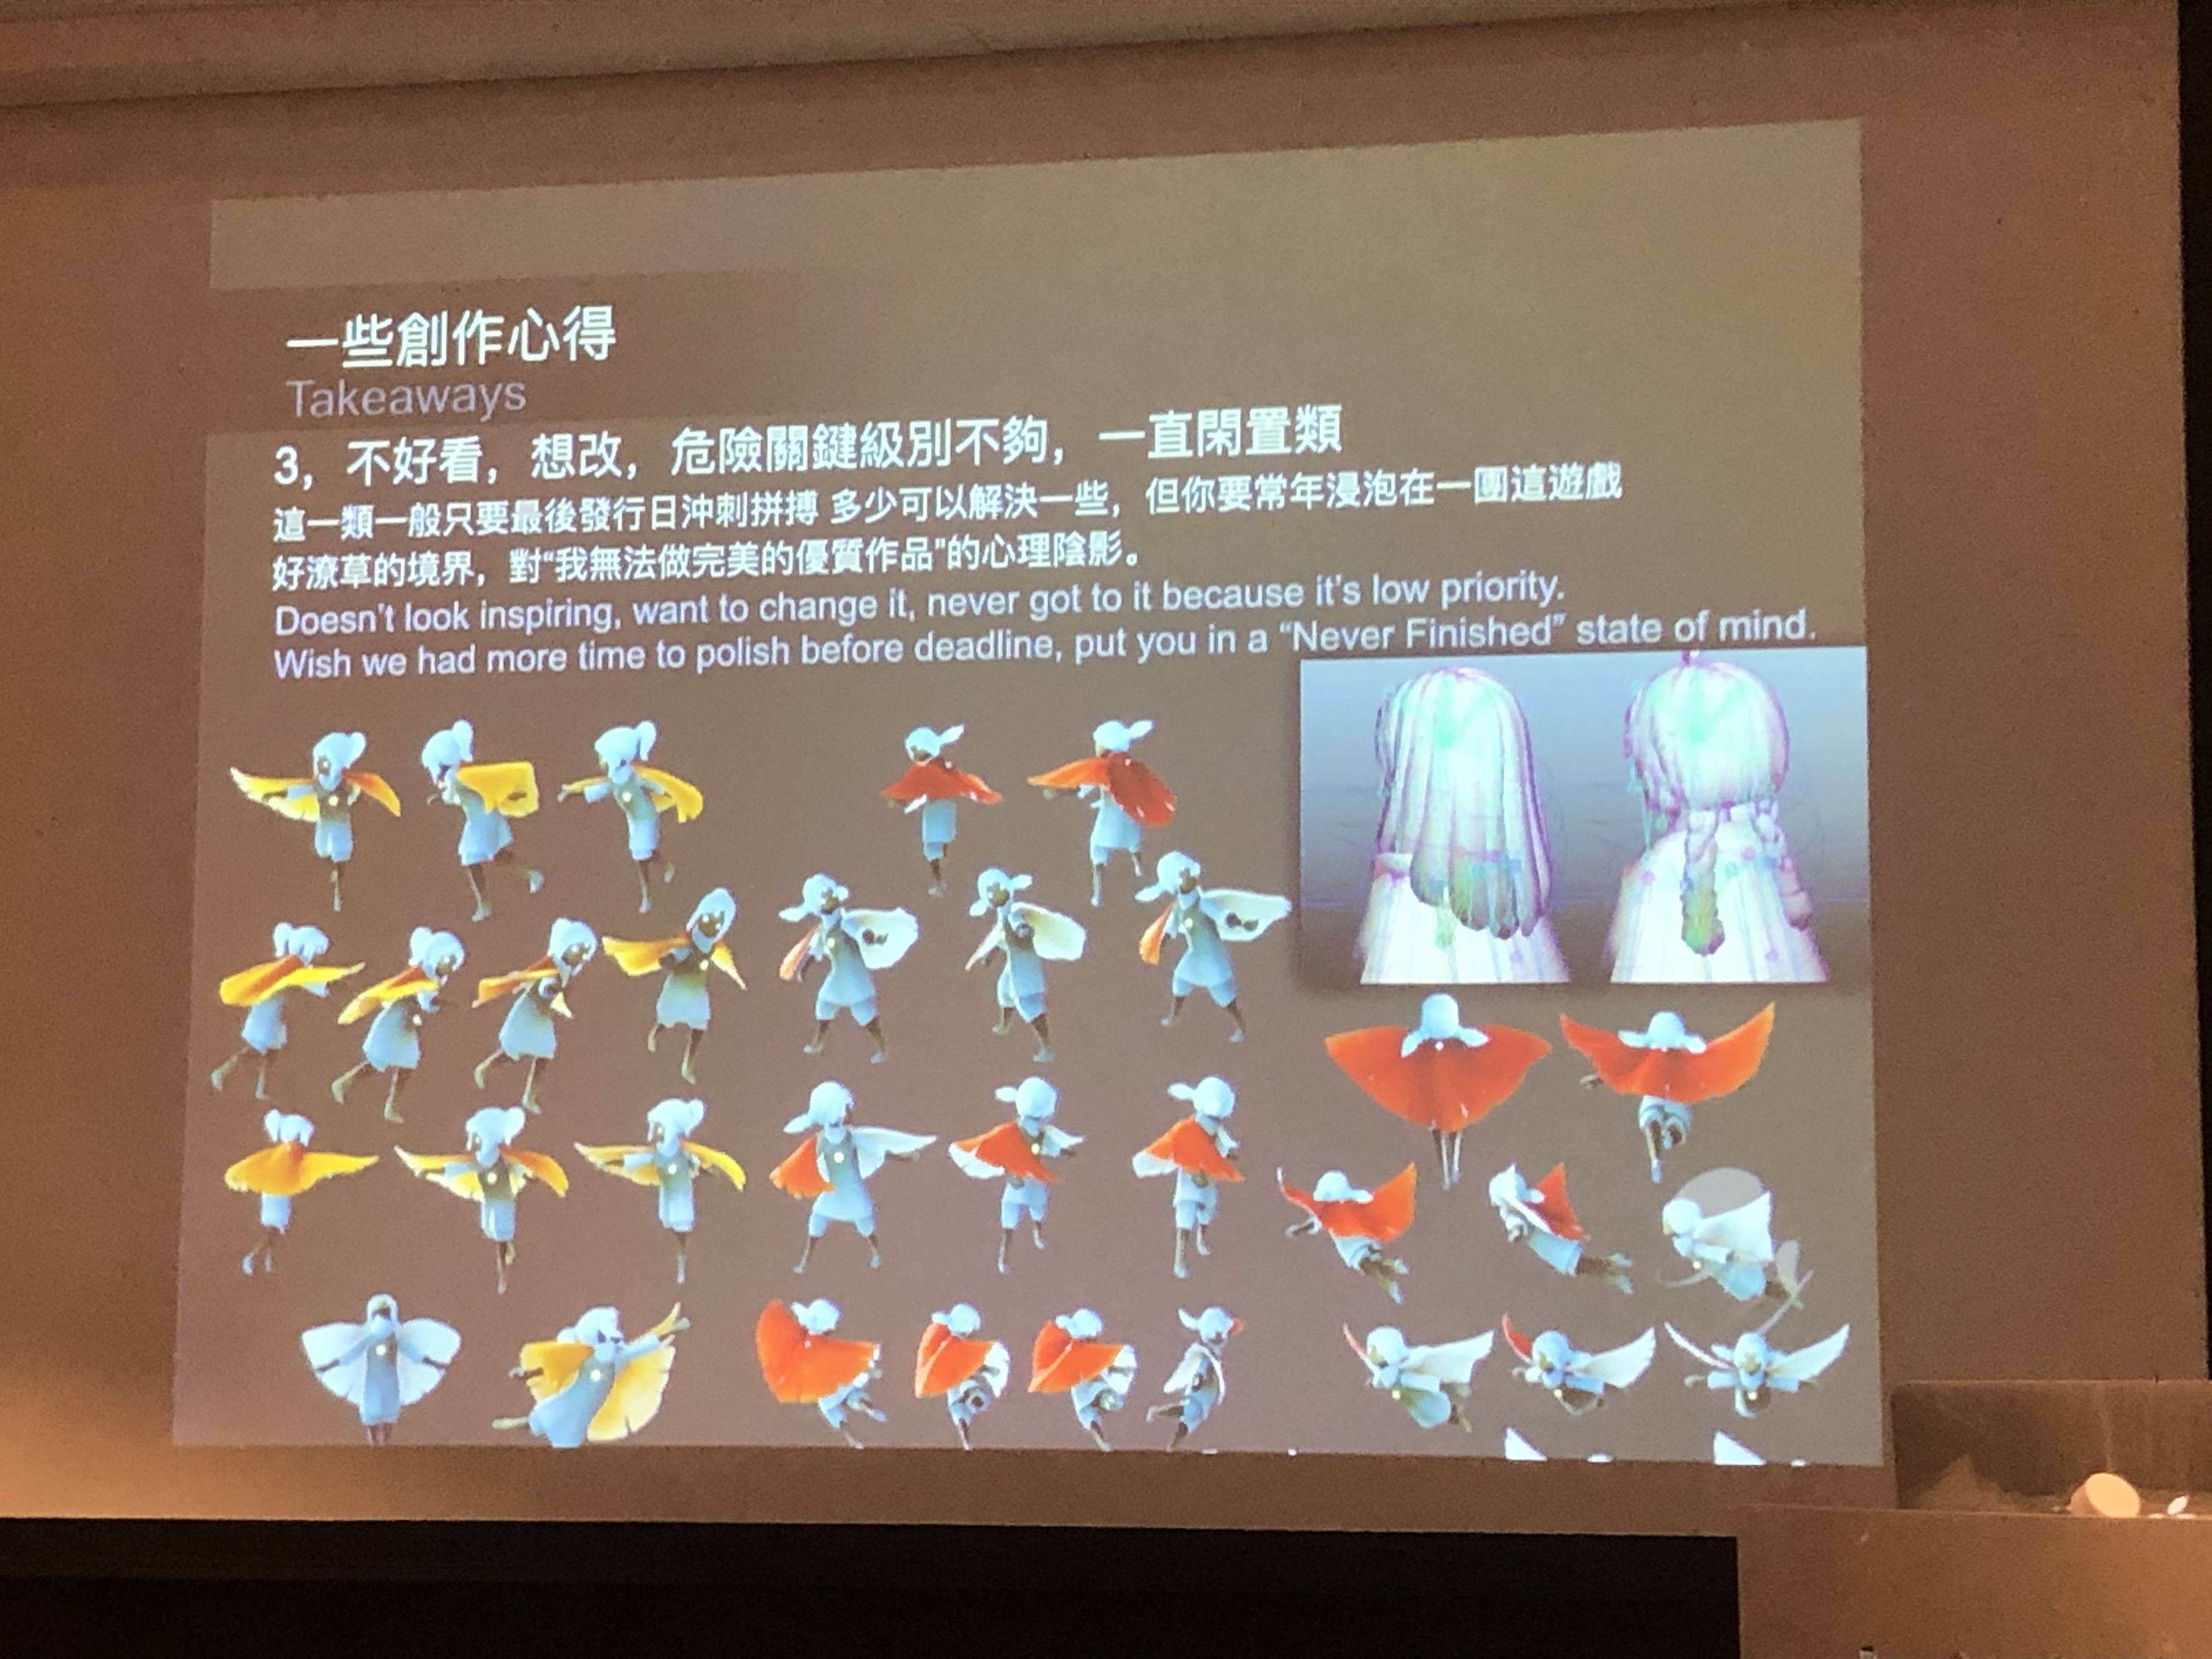 一些創作心得
Takeaways
3，不好看，想改，危險關鍵級別不夠，一直閑置類
這一類一般只要最後發行日沖刺拼搏 多少可以解決一些，但你要常年浸泡在一團這遊戲
好潦草的境界，對“我無法做完美的優質作品”的心理陰影。
Doesn't look inspiring, want to change it, never got to it because it's low priority.
Wish we had more time to polish before deadline, put you in a “Never Finished” state of mind.